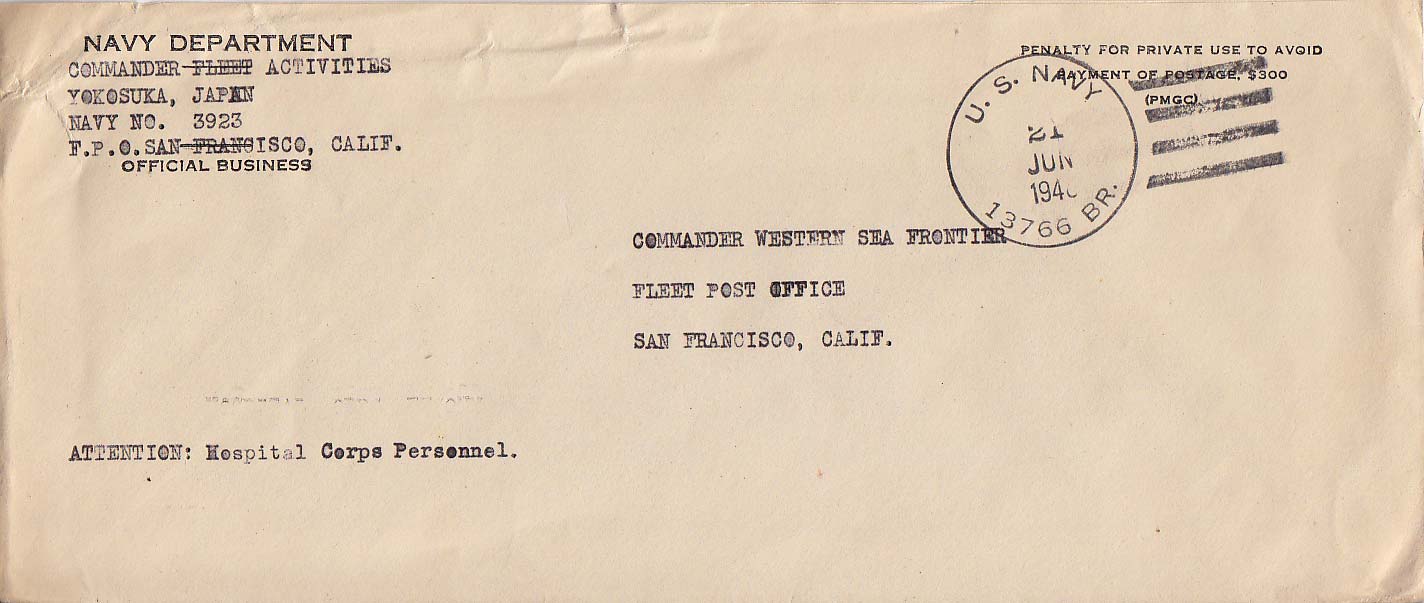 NAVY DEPARTMENT
COMMANDER FLEET ACTIVITIES
YOKOSUKA, JAPAN
NAVY NO. 3923
F.P.O. SAN FRANCISCO, CALIF.
OFFICIAL BUSINESS
PENALTY FOR PRIVATE USE TO AVOID
PAYMENT OF POSTAGE, $300
(PMGC)
U. S. NAVY
21
JUN
13766 BR.
COMMANDER WESTERN SEA FRONTIER
FLEET POST OFFICE
SAN FRANCISCO, CALIF.
ATTENTION: Hospital Corps Personnel.